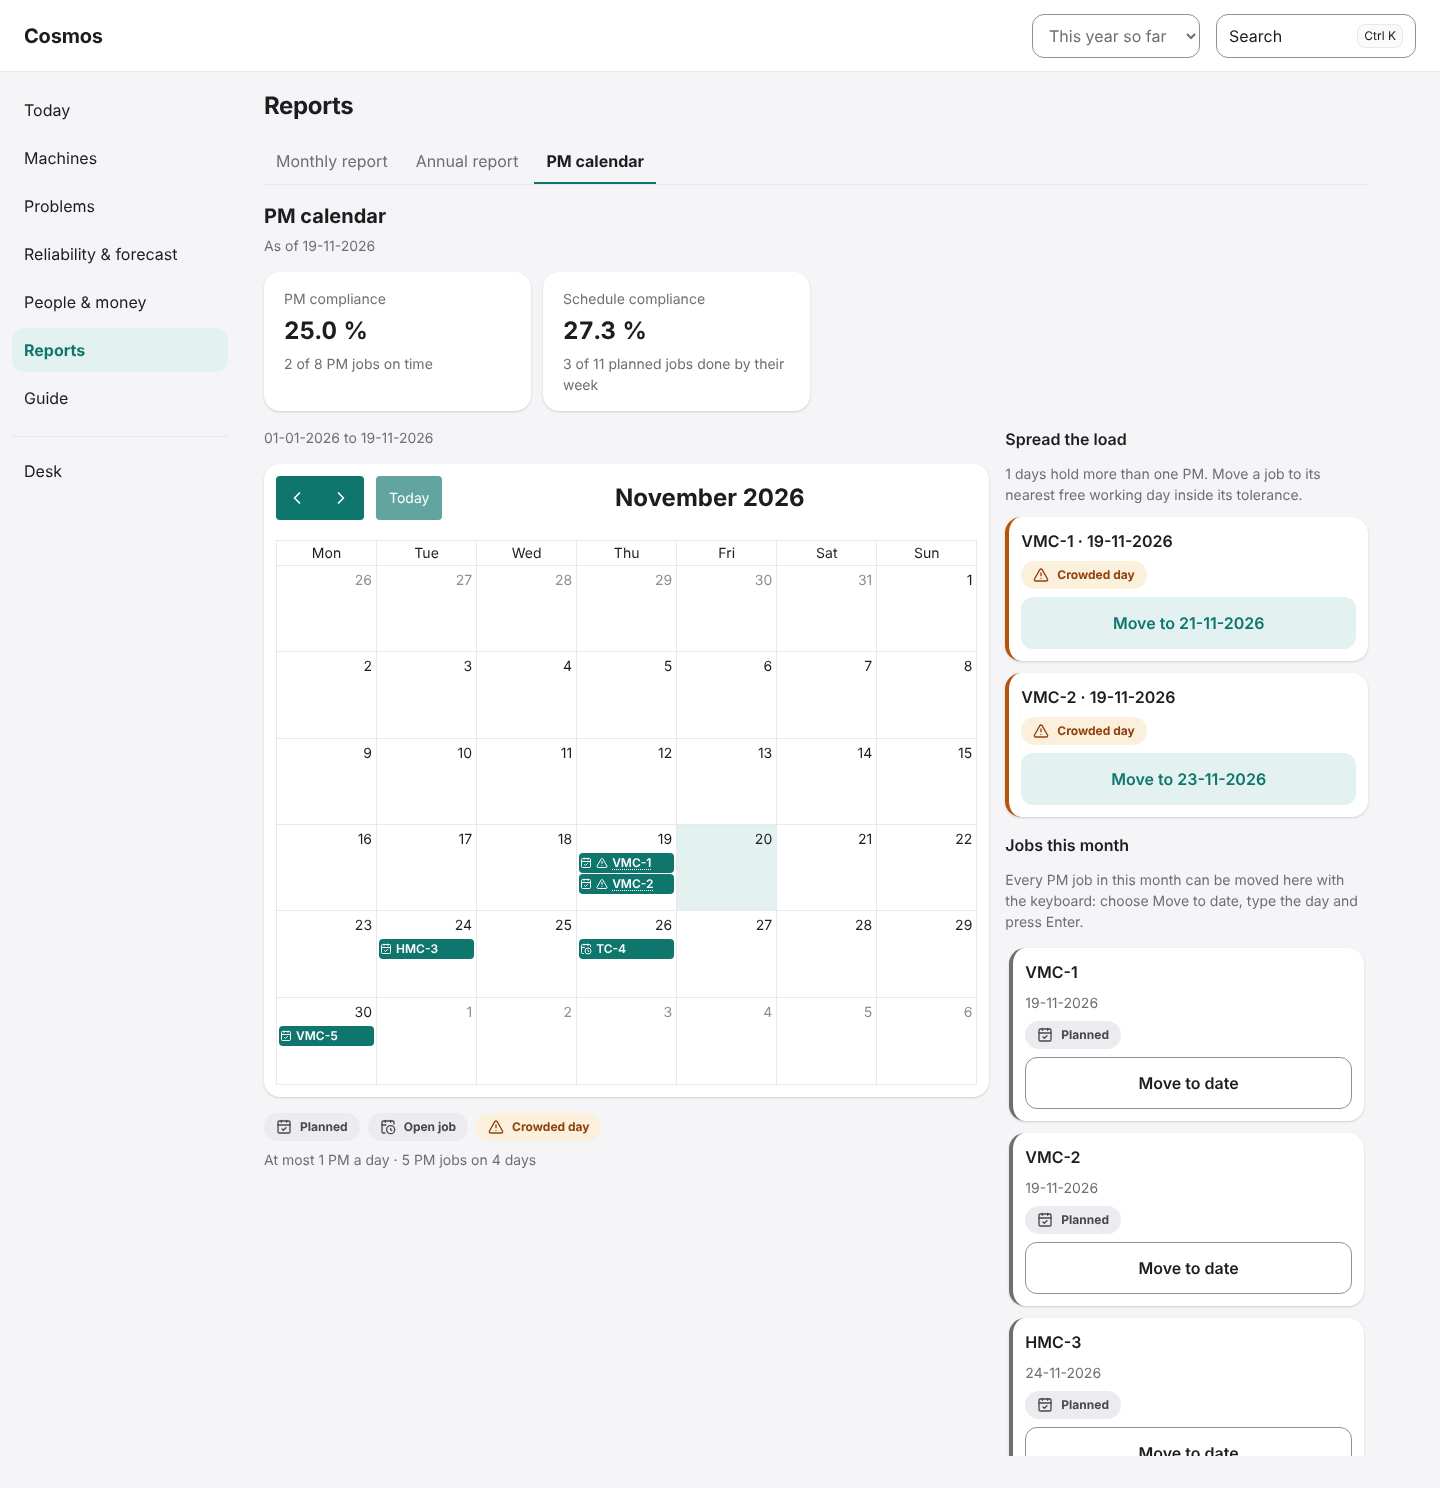 Cosmos
This year so far
Search
Ctrl K
Today
Machines
Problems
Reliability & forecast
People & money
Reports
Guide
Desk
Reports
Monthly report
Annual report
PM calendar
PM calendar
As of 19-11-2026
PM compliance
25.0 %
2 of 8 PM jobs on time
Schedule compliance
27.3 %
3 of 11 planned jobs done by their
week
01-01-2026 to 19-11-2026
Today
November 2026
Mon Tue Wed Thu Fri Sat Sun
26 27 28 29 30 31 1
2 3 4 5 6 7 8
9 10 11 12 13 14 15
16 17 18 19 20 21 22
VMC-1
VMC-2
23 24 25 26 27 28 29
HMC-3 TC-4
30 1 2 3 4 5 6
VMC-5
Planned
Open job
Crowded day
At most 1 PM a day · 5 PM jobs on 4 days
Spread the load
1 days hold more than one PM. Move a job to its
nearest free working day inside its tolerance.
VMC-1 · 19-11-2026
Crowded day
Move to 21-11-2026
VMC-2 · 19-11-2026
Crowded day
Move to 23-11-2026
Jobs this month
Every PM job in this month can be moved here with
the keyboard: choose Move to date, type the day and
press Enter.
VMC-1
19-11-2026
Planned
Move to date
VMC-2
19-11-2026
Planned
Move to date
HMC-3
24-11-2026
Planned
Move to date